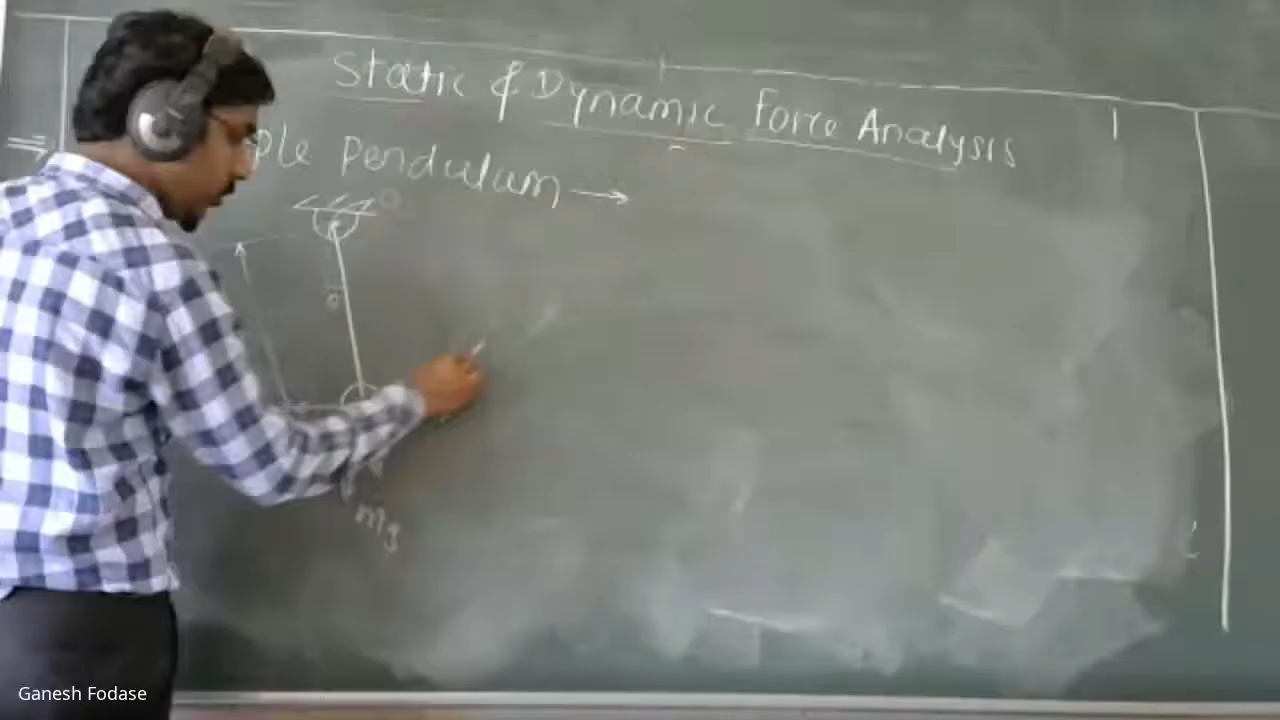 Static & Dynamic Force Analysis
⇒ ple Pendulum →
O
mg
Ganesh Fodase